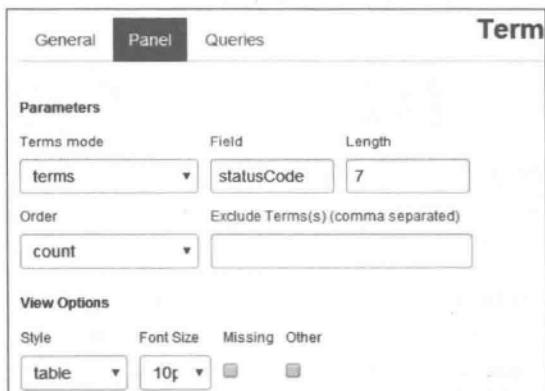 Term
General Panel Queries
Parameters
Terms mode Field Length
terms statusCode 7
Order Exclude Terms(s) (comma separated)
count
View Options
Style Font Size Missing Other
table 10p